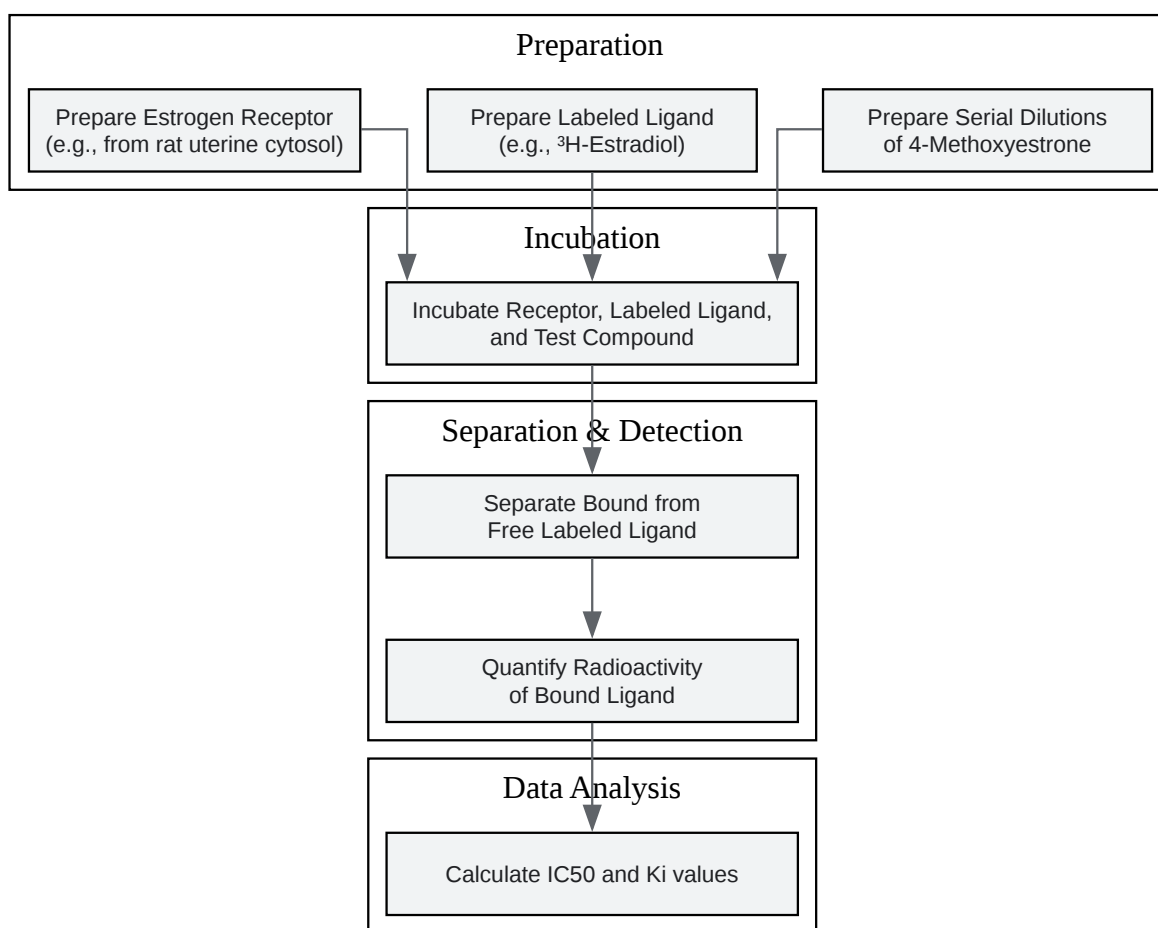 Preparation
Prepare Estrogen Receptor
(e.g., from rat uterine cytosol)
Prepare Labeled Ligand
(e.g., ³H-Estradiol)
Prepare Serial Dilutions
of 4-Methoxyestrone
Incubation
Incubate Receptor, Labeled Ligand,
and Test Compound
Separation & Detection
Separate Bound from
Free Labeled Ligand
Quantify Radioactivity
of Bound Ligand
Data Analysis
Calculate IC50 and Ki values